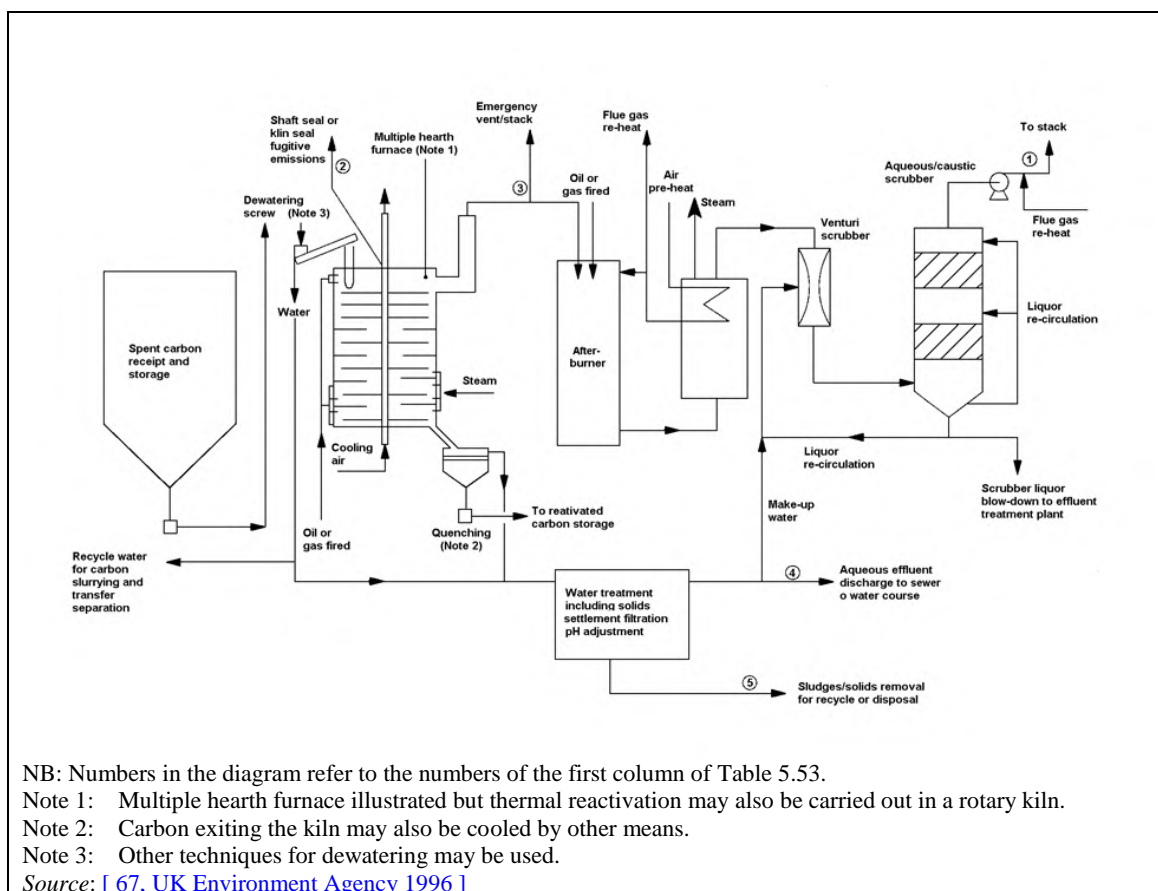 Shaft seal or
klin seal
fugitive
emissions
②
Multiple hearth
furnace (Note 1)
Emergency
vent/stack
③
Oil or
gas fired
Flue gas
re-heat
Air
pre-heat
Steam
Venturi
scrubber
Aqueous/caustic
scrubber
To stack
①
Flue gas
re-heat
Dewatering
screw
(Note 3)
Water
Spent carbon
receipt and
storage
Steam
After-
burner
Liquor
re-circulation
Cooling
air
Oil or
gas fired
Quenching
(Note 2)
To reativated
carbon storage
Liquor
re-circulation
Make-up
water
Scrubber liquor
blow-down to effluent
treatment plant
Recycle water
for carbon
slurrying and
transfer
separation
Water treatment
including solids
settlement filtration
pH adjustment
④
Aqueous effluent
discharge to sewer
o water course
⑤
Sludges/solids removal
for recycle or disposal
NB: Numbers in the diagram refer to the numbers of the first column of Table 5.53.
Note 1: Multiple hearth furnace illustrated but thermal reactivation may also be carried out in a rotary kiln.
Note 2: Carbon exiting the kiln may also be cooled by other means.
Note 3: Other techniques for dewatering may be used.
Source: [ 67, UK Environment Agency 1996 ]